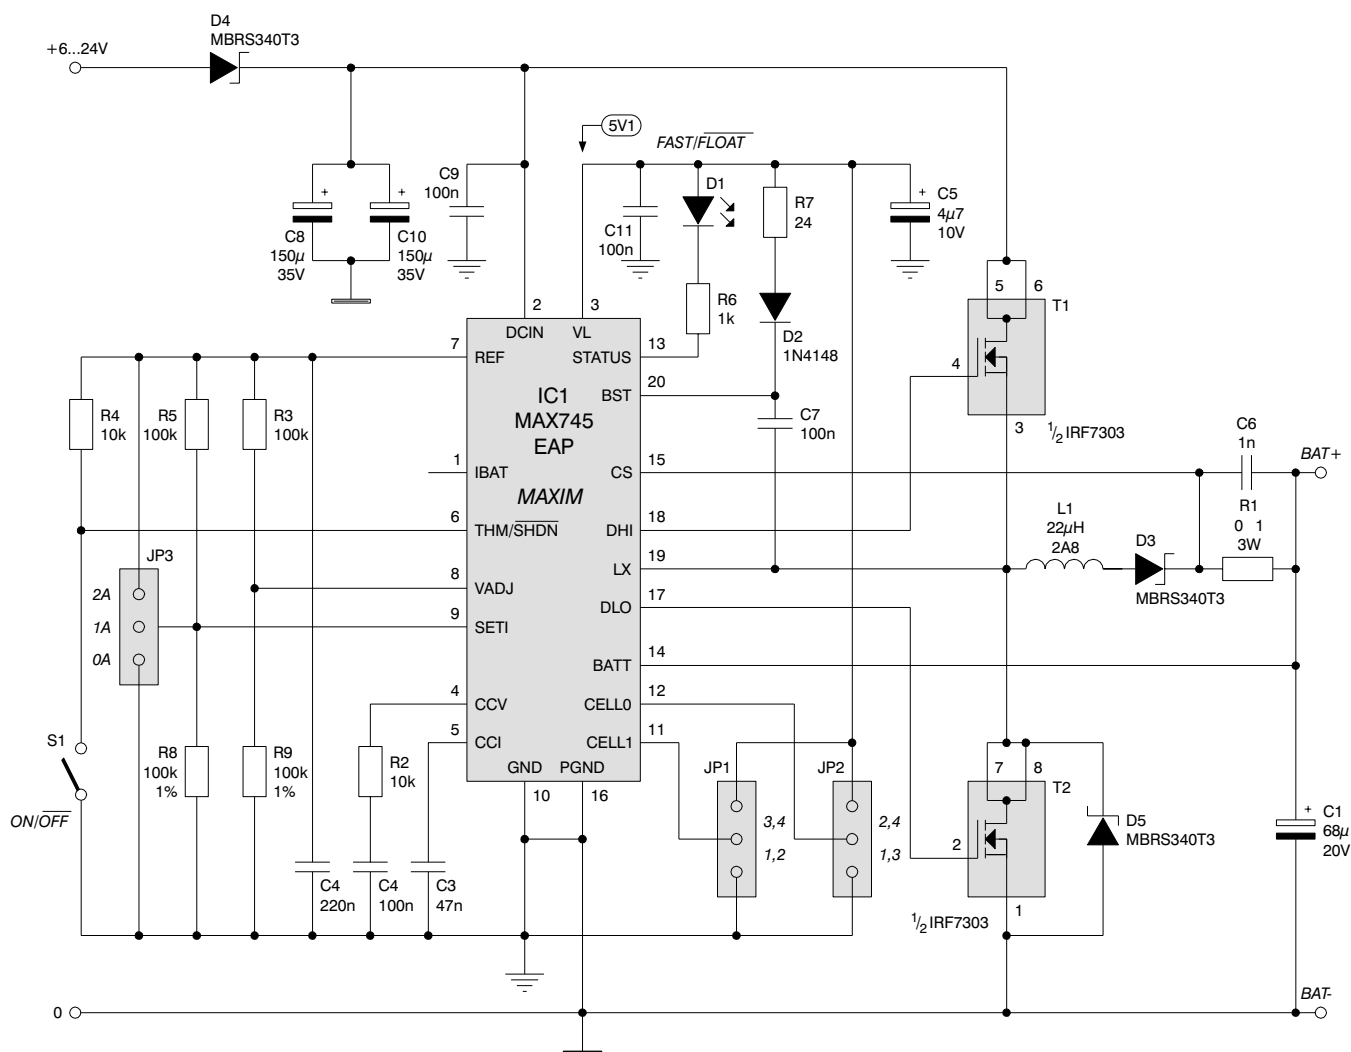 D4
MBRS340T3
+6...24V
5V1
FAST/FLOAT
C9
100n
D1
R7
24
C5
4µ7
10V
C8
150µ
35V
C10
150µ
35V
C11
100n
R6
1k
D2
1N4148
5 6
T1
4
3
½ IRF7303
2 3
DCIN VL
7 REF
STATUS 13
BST 20
IC1
MAX745
EAP
MAXIM
R4
10k
R5
100k
R3
100k
C7
100n
C6
1n
BAT+
1 IBAT
CS 15
R1
0 1
3W
6 THM/SHDN
DHI 18
L1
22µH
2A8
D3
MBRS340T3
JP3
2A
1A
0A
LX 19
8 VADJ
DLO 17
9 SETI
BATT 14
4 CCV
CELL0 12
5 CCI
CELL1 11
GND PGND
10 16
S1
ON/OFF
R8
100k
1%
R9
100k
1%
R2
10k
JP1
3,4
1,2
JP2
2,4
1,3
7 8
T2
2
1
½ IRF7303
D5
MBRS340T3
C1
68µ
20V
C4
220n
C4
100n
C3
47n
0
BAT-